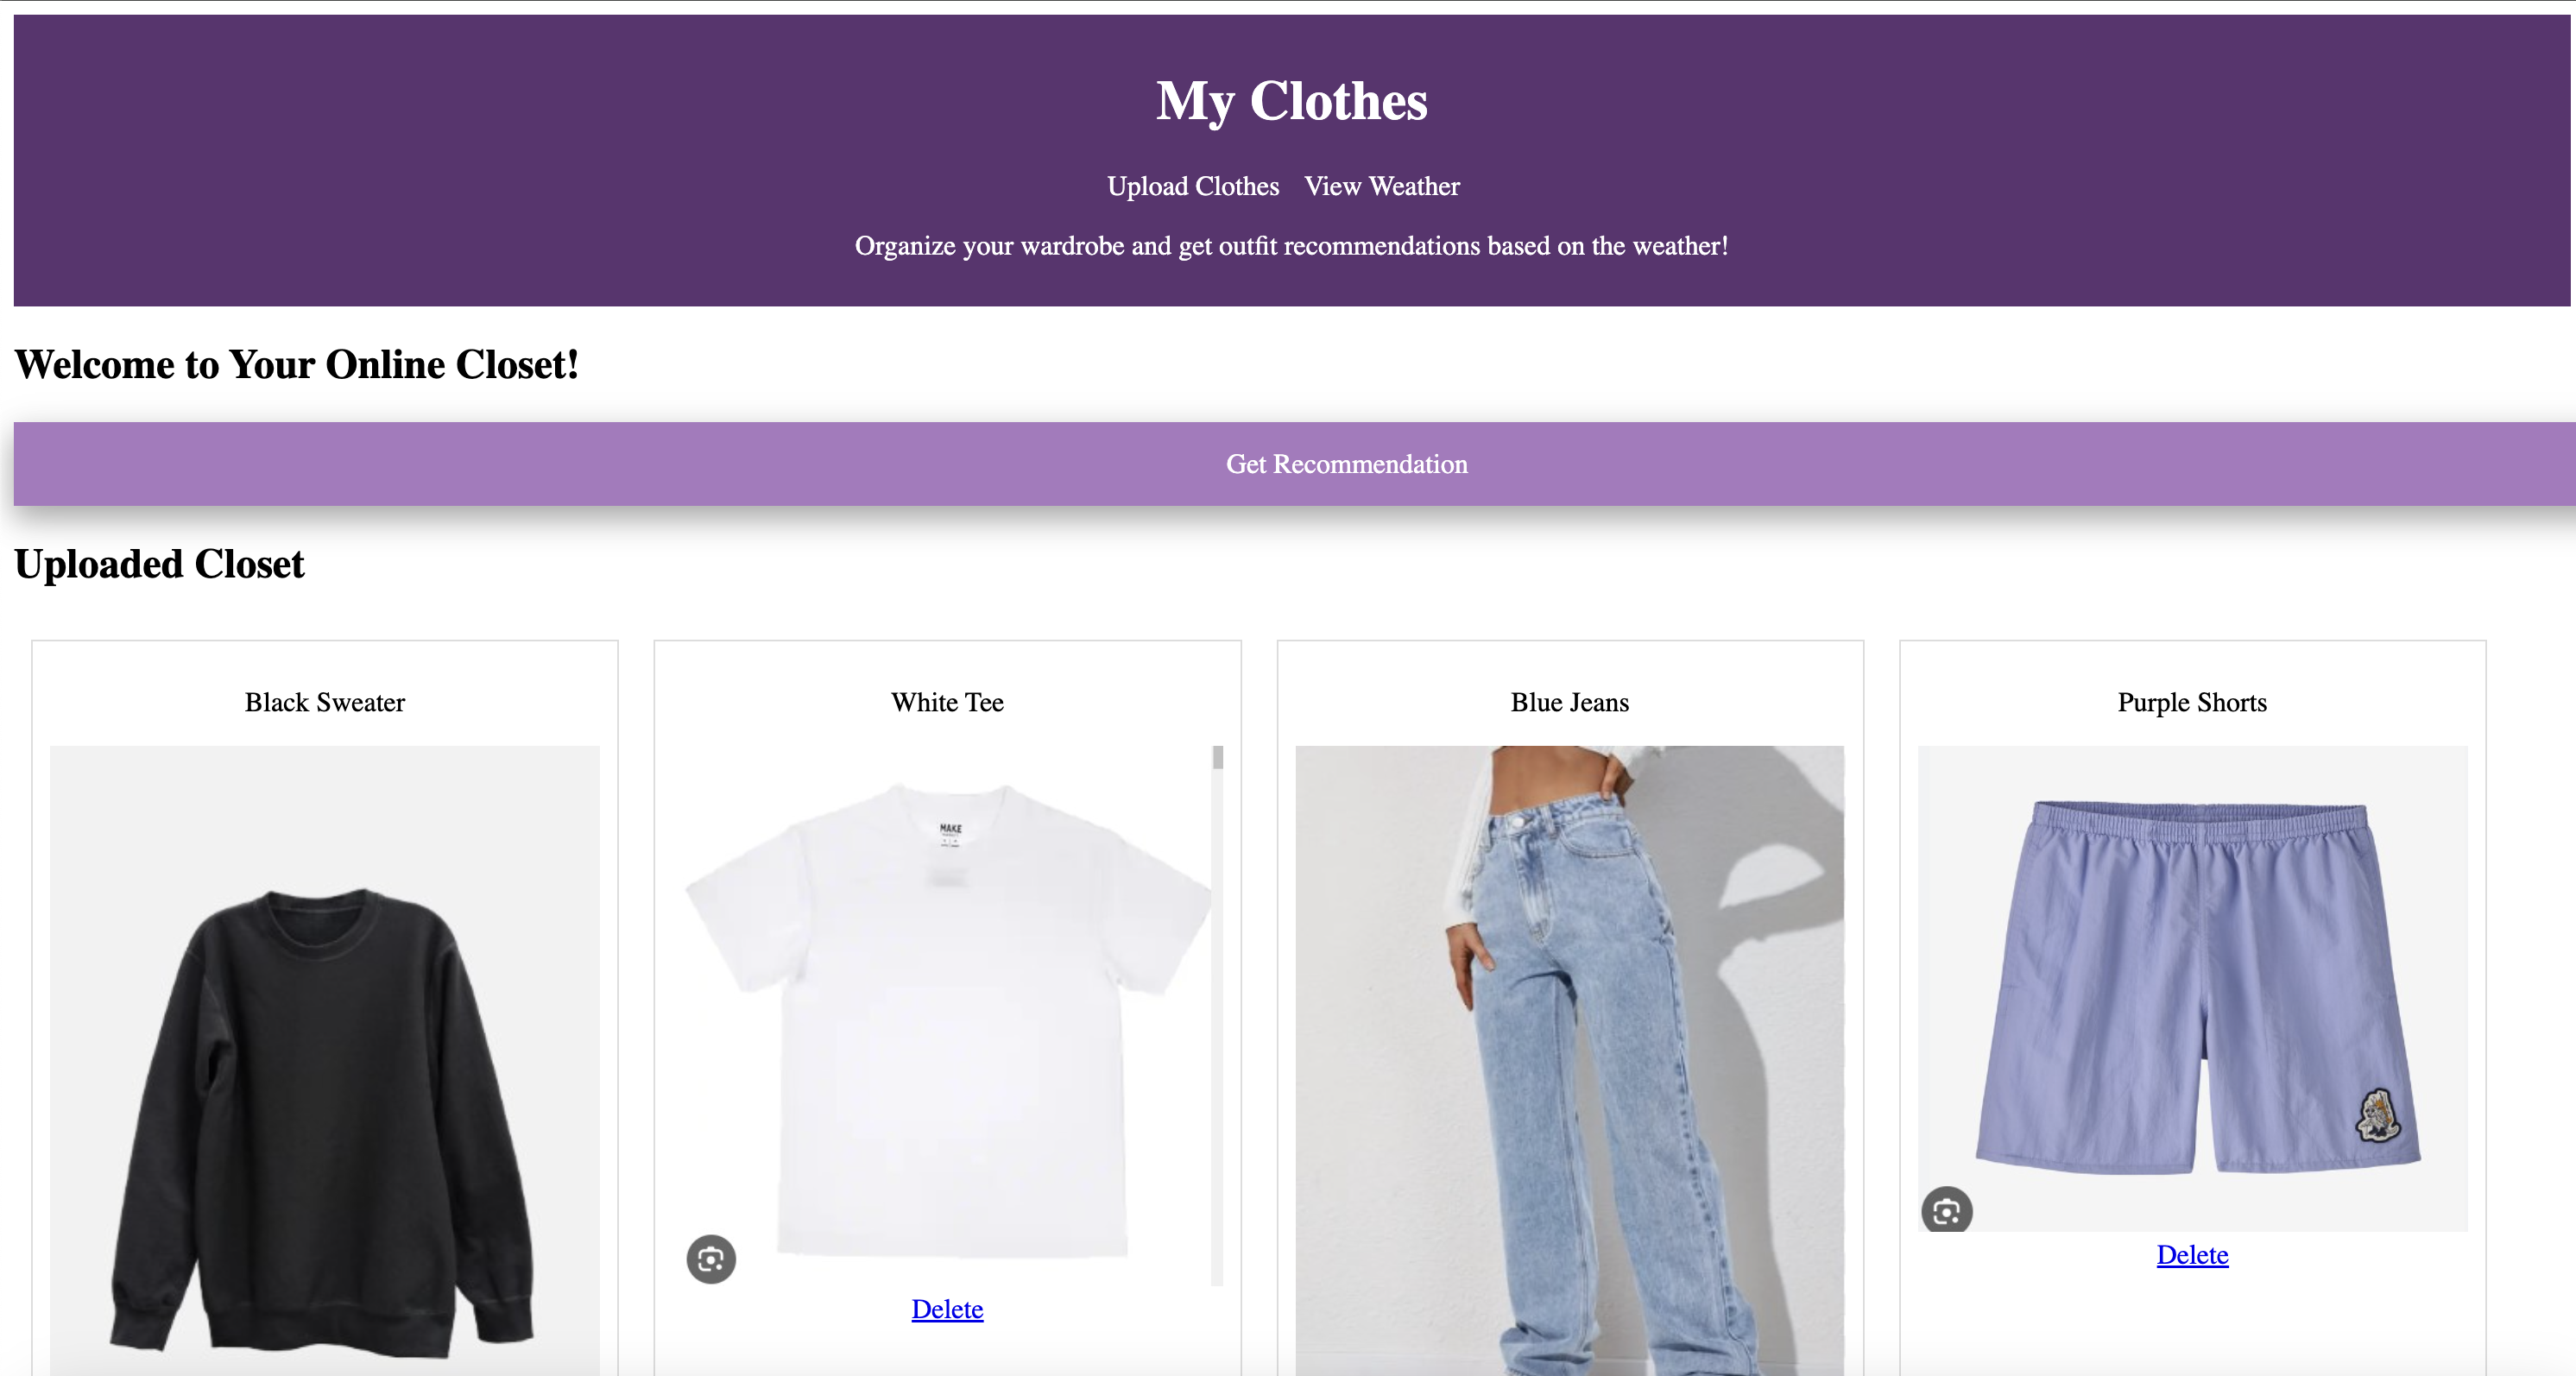 My Clothes
Upload Clothes View Weather
Organize your wardrobe and get outfit recommendations based on the weather!
Welcome to Your Online Closet!
Get Recommendation
Uploaded Closet
Black Sweater
White Tee
Blue Jeans
Purple Shorts
MAKE
Delete
Delete